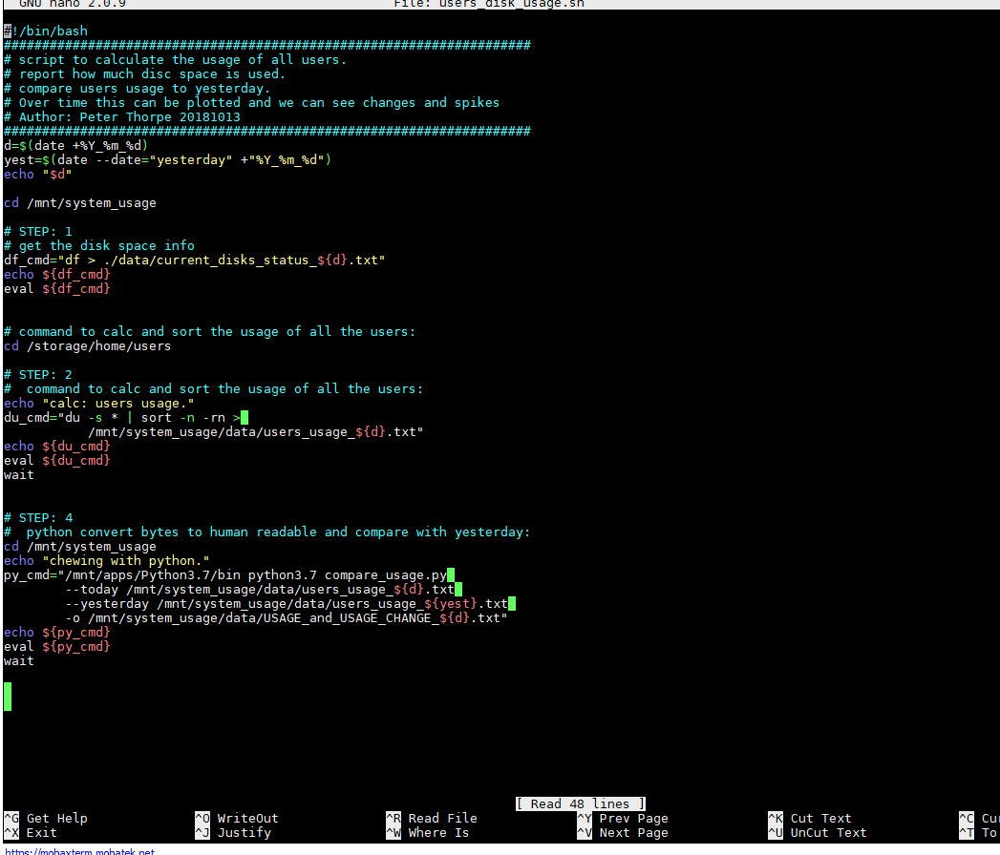 GNU nano 2.0.9 File: users_disk_usage.sh
#!/bin/bash
#####################################################################
# script to calculate the usage of all users.
# report how much disc space is used.
# compare users usage to yesterday.
# Over time this can be plotted and we can see changes and spikes
# Author: Peter Thorpe 20181013
#####################################################################
d=$(date +%Y_%m_%d)
yest=$(date --date="yesterday" +"%Y_%m_%d")
echo "$d"
cd /mnt/system_usage
# STEP: 1
# get the disk space info
df_cmd="df > ./data/current_disks_status_${d}.txt"
echo ${df_cmd}
eval ${df_cmd}
# command to calc and sort the usage of all the users:
cd /storage/home/users
# STEP: 2
#  command to calc and sort the usage of all the users:
echo "calc: users usage."
du_cmd="du -s * | sort -n -rn >
/mnt/system_usage/data/users_usage_${d}.txt"
echo ${du_cmd}
eval ${du_cmd}
wait
# STEP: 4
#  python convert bytes to human readable and compare with yesterday:
cd /mnt/system_usage
echo "chewing with python."
py_cmd="/mnt/apps/Python3.7/bin python3.7 compare_usage.py
--today /mnt/system_usage/data/users_usage_${d}.txt
--yesterday /mnt/system_usage/data/users_usage_${yest}.txt
-o /mnt/system_usage/data/USAGE_and_USAGE_CHANGE_${d}.txt"
echo ${py_cmd}
eval ${py_cmd}
wait
[ Read 48 lines ]
^G Get Help ^O WriteOut ^R Read File ^Y Prev Page ^K Cut Text ^C Cu
^X Exit ^J Justify ^W Where Is ^V Next Page ^U UnCut Text ^T To
https://mobaxterm.mobatek.net